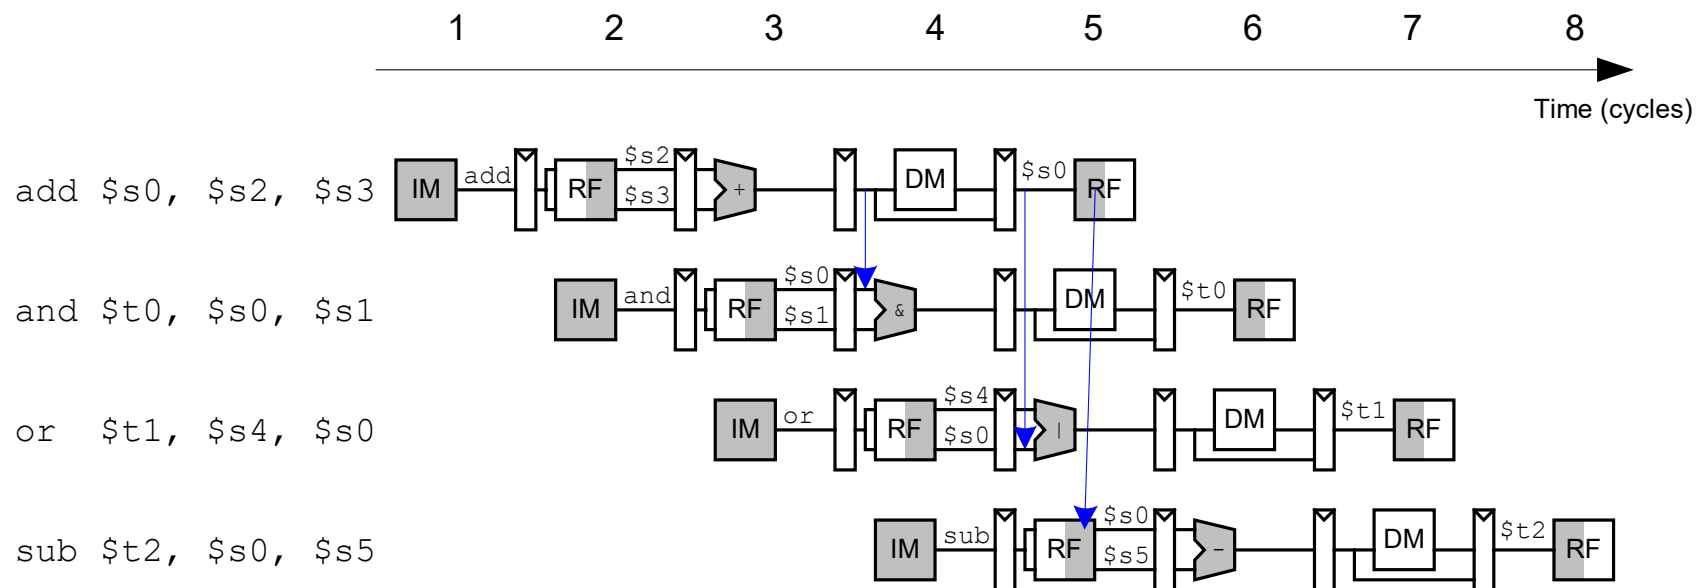 1 2 3 4 5 6 7 8
Time (cycles)
add $s0, $s2, $s3 IM add RF $s2 $s3 + DM $s0 RF
and $t0, $s0, $s1 IM and RF $s0 $s1 & DM $t0 RF
or $t1, $s4, $s0 IM or RF $s4 $s0 | DM $t1 RF
sub $t2, $s0, $s5 IM sub RF $s0 $s5 - DM $t2 RF